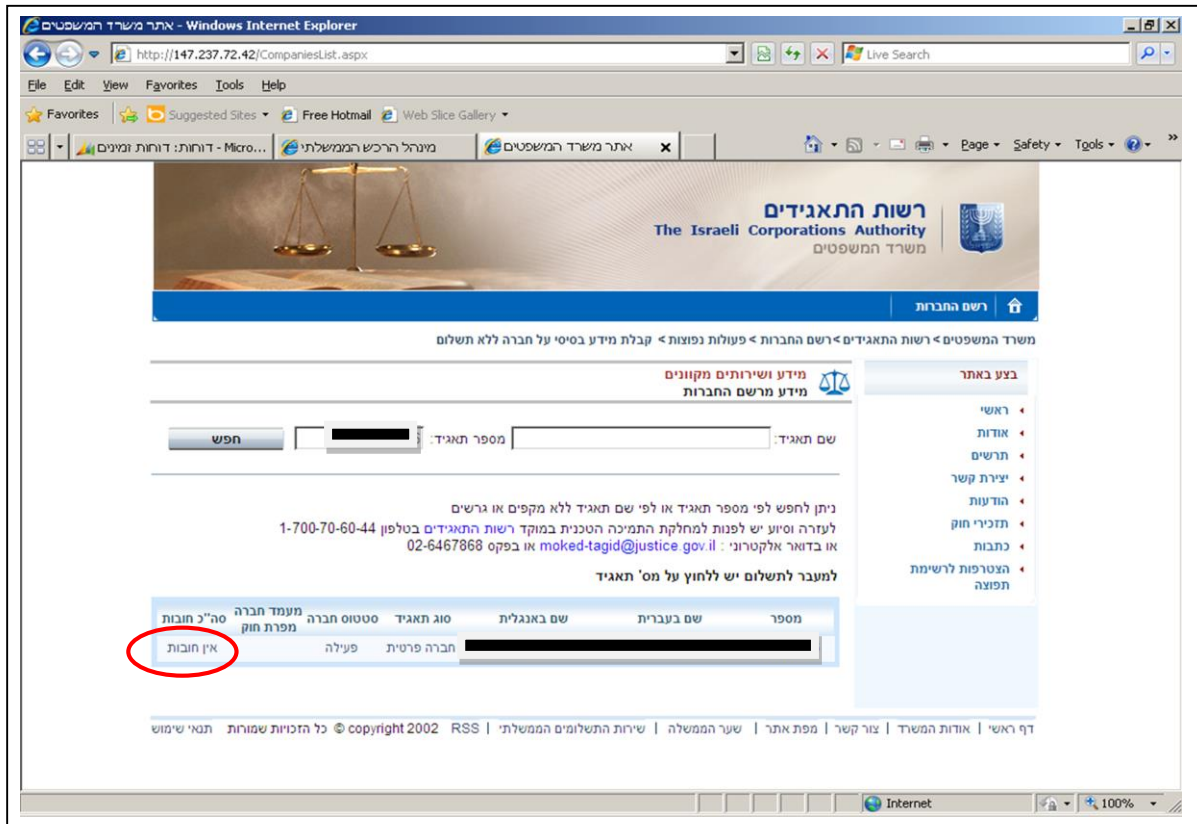 אתר משרד המשפטים - Windows Internet Explorer
http://147.237.72.42/CompaniesList.aspx
Live Search
File Edit View Favorites Tools Help
Favorites Suggested Sites Free Hotmail Web Slice Gallery
דוחות: דוחות זמינים - Micro...
מינהל הרכש הממשלתי
אתר משרד המשפטים
Page Safety Tools
רשות התאגידים
The Israeli Corporations Authority
משרד המשפטים
רשם החברות
משרד המשפטים > רשות התאגידים > רשם החברות > פעולות נפוצות > קבלת מידע בסיסי על חברה ללא תשלום
בצע באתר
ראשי
אודות
תרשים
יצירת קשר
הודעות
תזכירי חוק
כתבות
הצטרפות לרשימת
תפוצה
מידע ושירותים מקוונים
מידע מרשם החברות
שם תאגיד: מספר תאגיד: חפש
ניתן לחפש לפי מספר תאגיד או לפי שם תאגיד ללא מקפים או גרשים
לעזרה וסיוע יש לפנות למחלקת התמיכה הטכנית במוקד רשות התאגידים בטלפון 1-700-70-60-44
או בדואר אלקטרוני : moked-tagid@justice.gov.il או בפקס 02-6467868
למעבר לתשלום יש ללחוץ על מס' תאגיד
מספר שם בעברית שם באנגלית סוג תאגיד סטטוס חברה מעמד חברה מפרת חוק סה"כ חובות
חברה פרטית פעילה אין חובות
דף ראשי | אודות המשרד | צור קשר | מפת אתר | שער הממשלה | שירות התשלומים הממשלתי | RSS copyright 2002 © כל הזכויות שמורות תנאי שימוש
Internet 100%